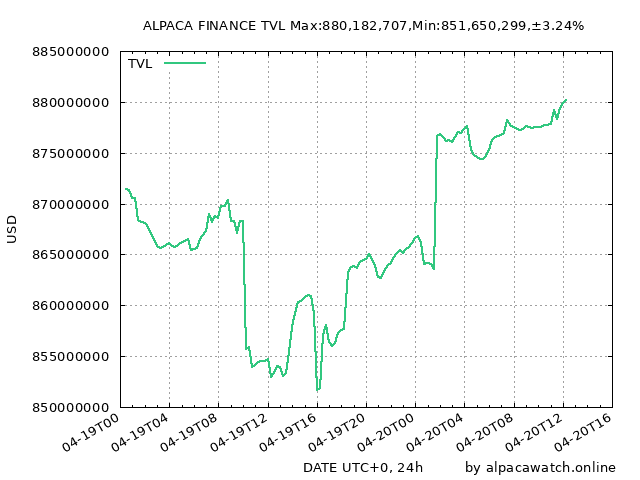 ALPACA FINANCE TVL Max:880,182,707,Min:851,650,299,±3.24%
TVL
885000000
880000000
875000000
870000000
865000000
860000000
855000000
850000000
USD
04-19T00
04-19T04
04-19T08
04-19T12
04-19T16
04-19T20
04-20T00
04-20T04
04-20T08
04-20T12
04-20T16
DATE UTC+0, 24h
by alpacawatch.online